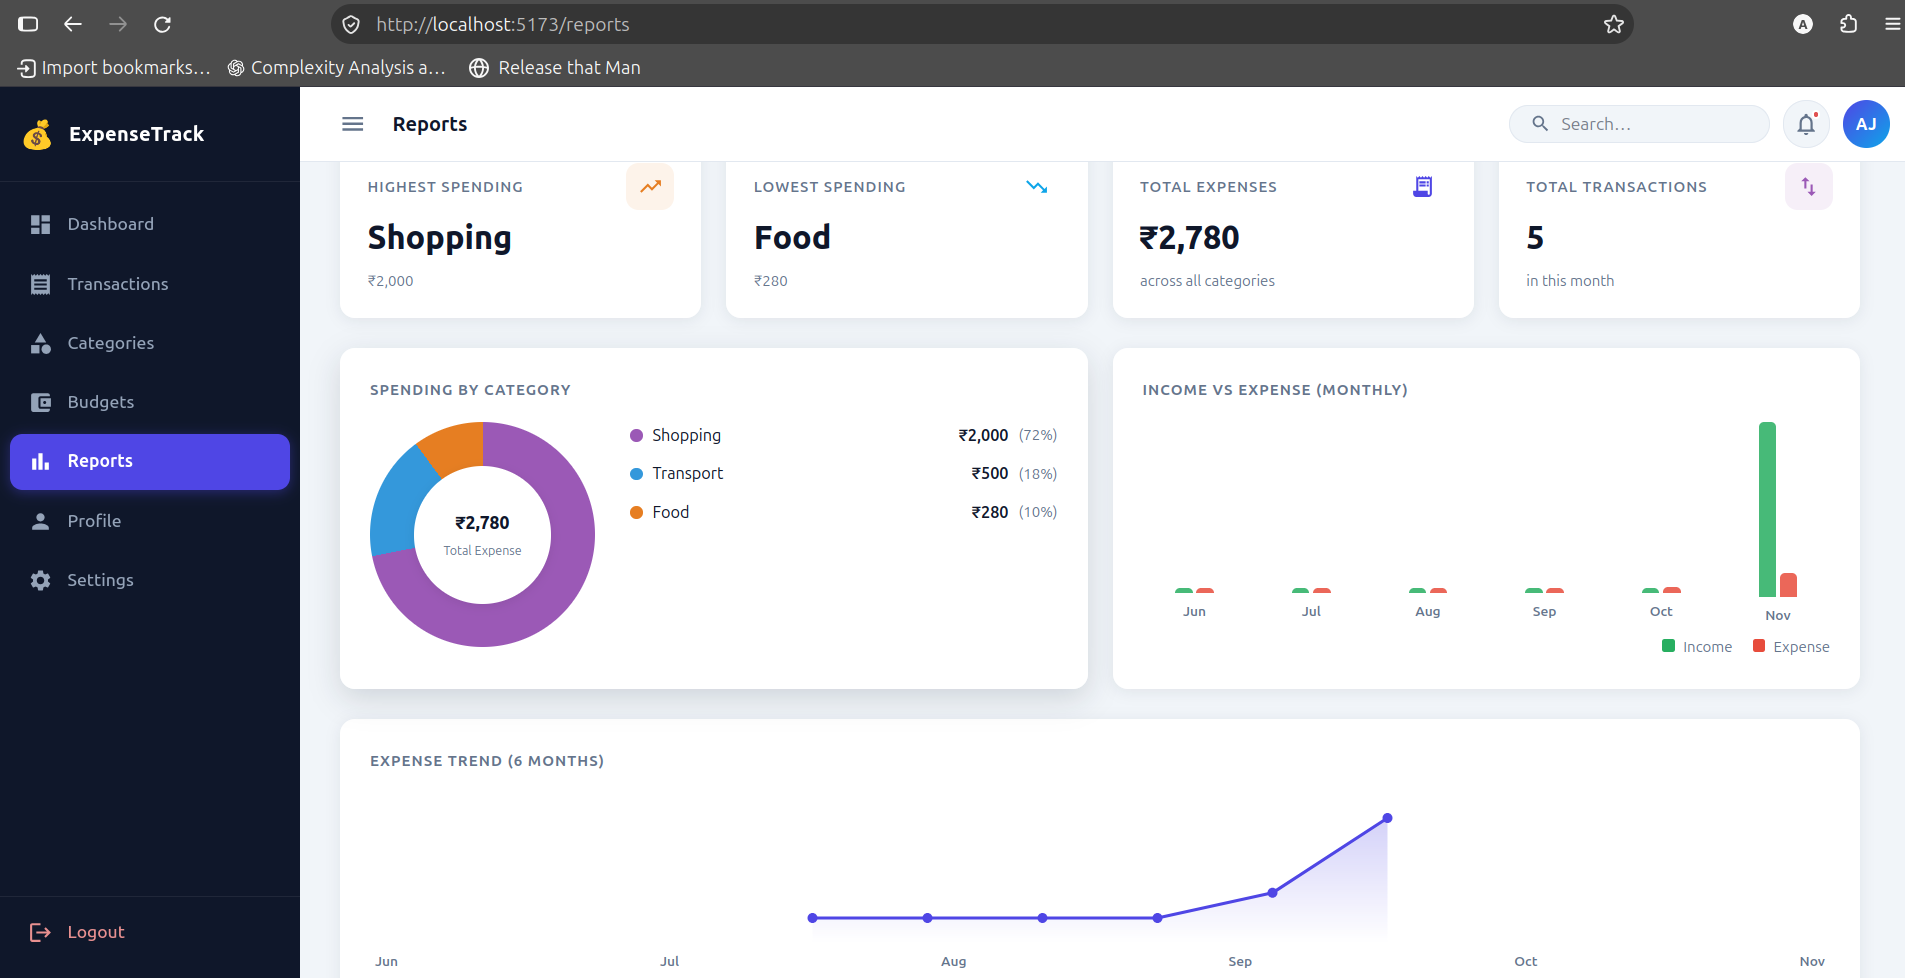 http://localhost:5173/reports
A
Import bookmarks…
Complexity Analysis a…
Release that Man
ExpenseTrack
Reports
Search...
AJ
Dashboard
Transactions
Categories
Budgets
Reports
Profile
Settings
Logout
HIGHEST SPENDING
Shopping
₹2,000
LOWEST SPENDING
Food
₹280
TOTAL EXPENSES
₹2,780
across all categories
TOTAL TRANSACTIONS
5
in this month
SPENDING BY CATEGORY
₹2,780
Total Expense
Shopping ₹2,000 (72%)
Transport ₹500 (18%)
Food ₹280 (10%)
INCOME VS EXPENSE (MONTHLY)
Jun Jul Aug Sep Oct Nov
Income Expense
EXPENSE TREND (6 MONTHS)
Jun Jul Aug Sep Oct Nov